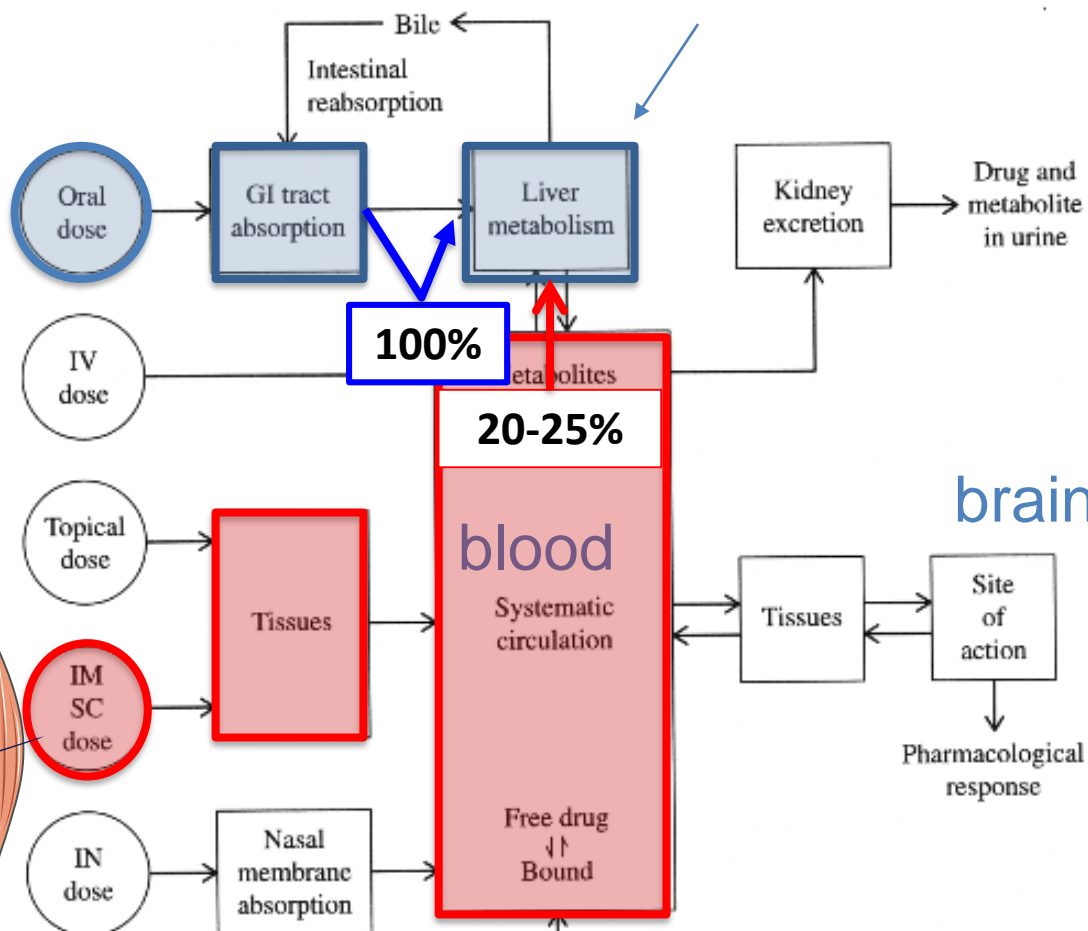 Bile
Intestinal
reabsorption
Oral
dose
GI tract
absorption
Liver
metabolism
Kidney
excretion
Drug and
metabolite
in urine
100%
IV
dose
etabolites
20-25%
Topical
dose
blood
brain
Tissues
Systematic
circulation
Tissues
Site
of
action
IM
SC
dose
Pharmacological
response
Free drug
⇃↾
Bound
IN
dose
Nasal
membrane
absorption